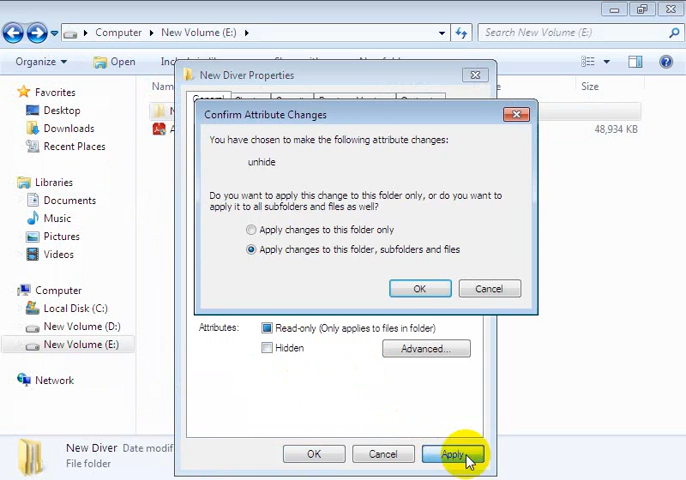 Computer
New Volume (E:)
Search New Volume (E:)
Organize
Open
New Diver Properties
Size
Favorites
Desktop
Downloads
Recent Places
48,934 KB
Confirm Attribute Changes
You have chosen to make the following attribute changes:
unhide
Do you want to apply this change to this folder only, or do you want to
apply it to all subfolders and files as well?
Apply changes to this folder only
Apply changes to this folder, subfolders and files
OK
Cancel
Libraries
Documents
Music
Pictures
Videos
Computer
Local Disk (C:)
New Volume (D:)
New Volume (E:)
Network
Attributes:
Read-only (Only applies to files in folder)
Hidden
Advanced...
OK
Cancel
Apply
New Diver
Date modif
File folder